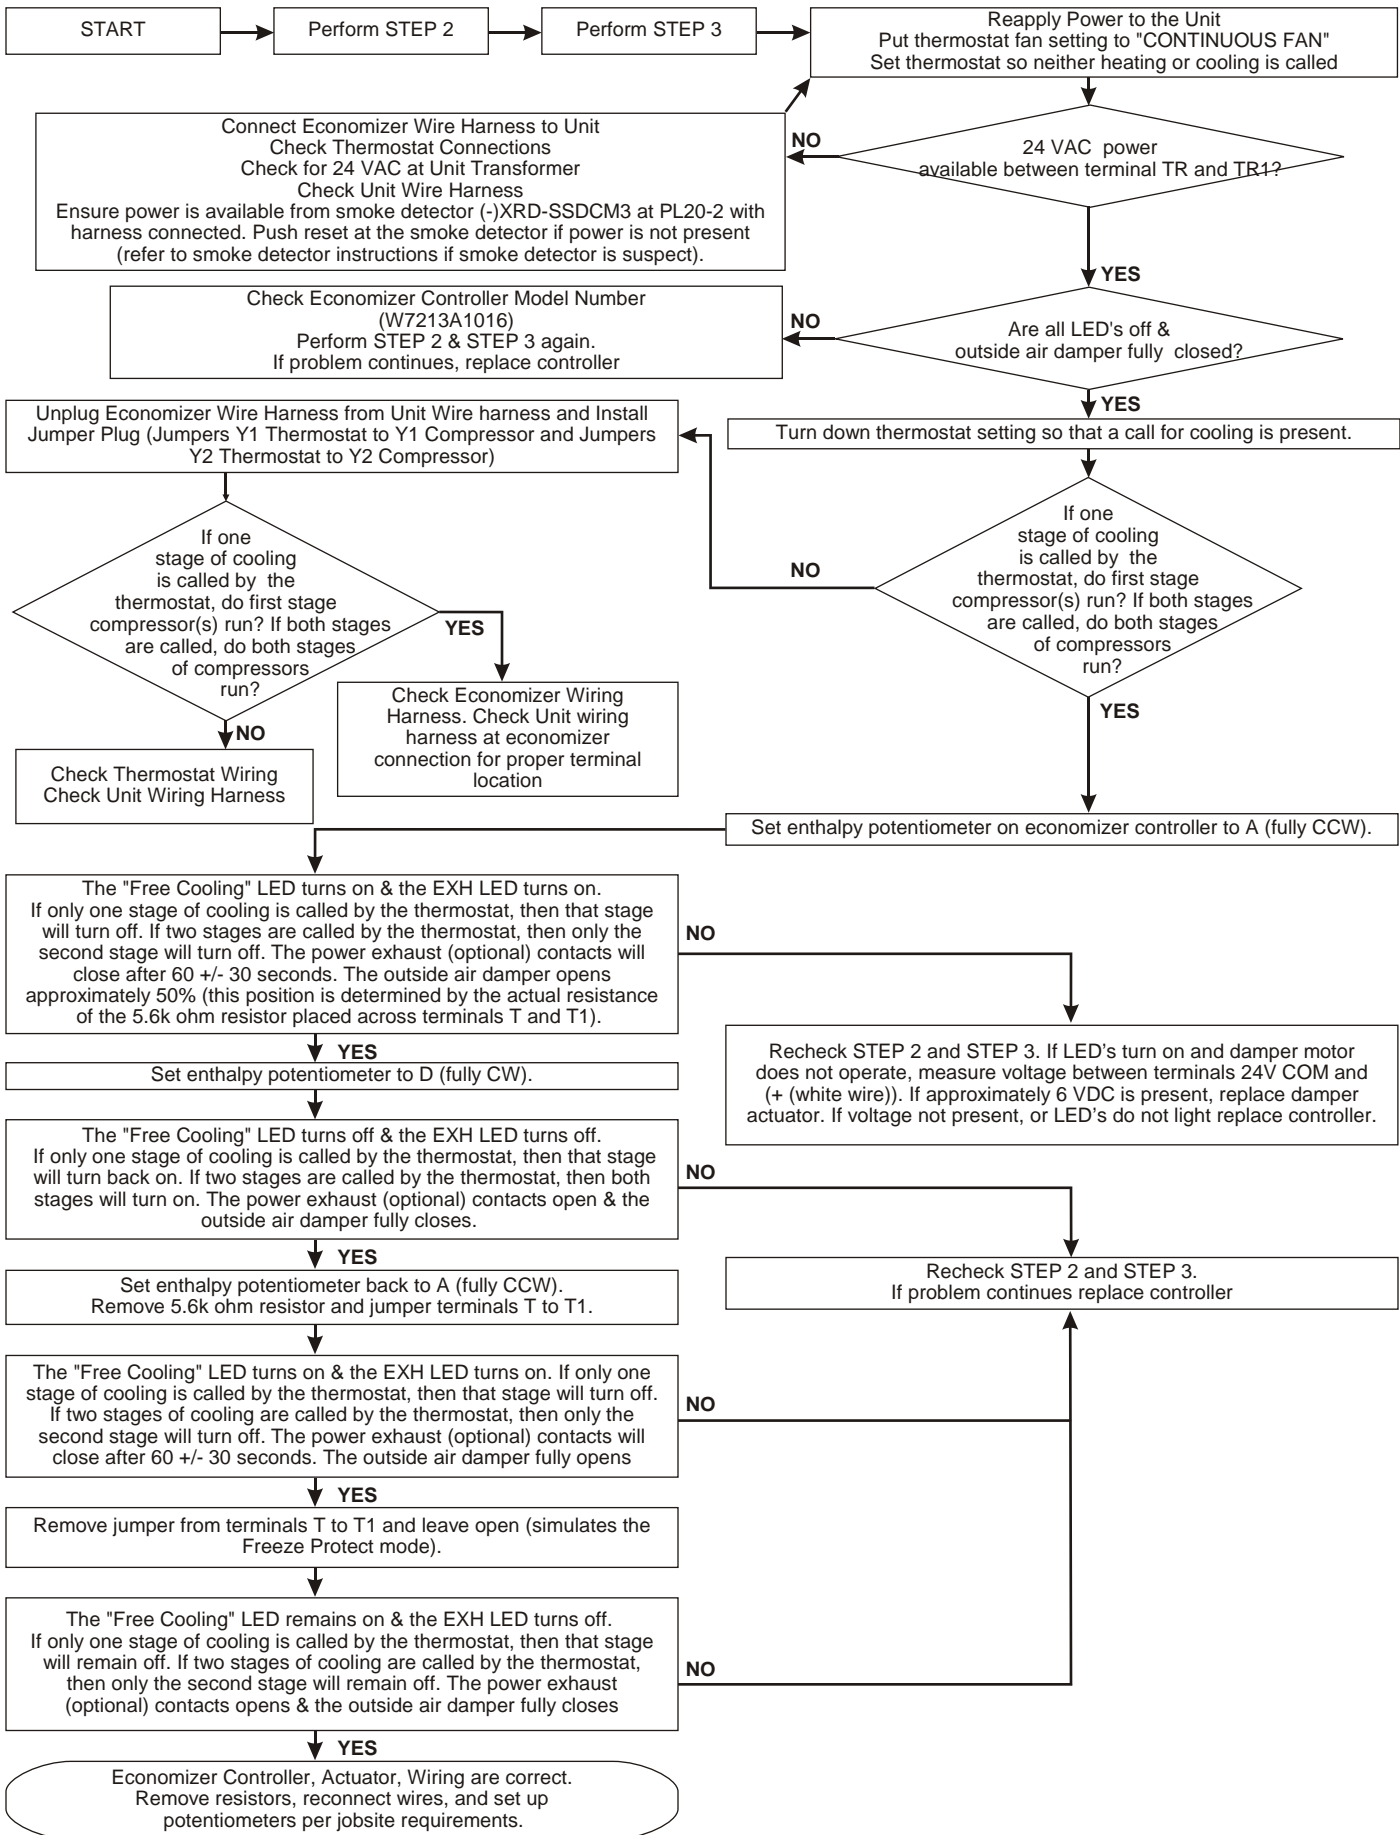 START
Perform STEP 2
Perform STEP 3
Reapply Power to the Unit
Put thermostat fan setting to "CONTINUOUS FAN"
Set thermostat so neither heating or cooling is called
Connect Economizer Wire Harness to Unit
Check Thermostat Connections
Check for 24 VAC at Unit Transformer
Check Unit Wire Harness
Ensure power is available from smoke detector (-)XRD-SSDCM3 at PL20-2 with
harness connected. Push reset at the smoke detector if power is not present
(refer to smoke detector instructions if smoke detector is suspect).
NO
24 VAC power
available between terminal TR and TR1?
YES
Check Economizer Controller Model Number
(W7213A1016)
Perform STEP 2 & STEP 3 again.
If problem continues, replace controller
NO
Are all LED's off &
outside air damper fully closed?
YES
Unplug Economizer Wire Harness from Unit Wire harness and Install
Jumper Plug (Jumpers Y1 Thermostat to Y1 Compressor and Jumpers
Y2 Thermostat to Y2 Compressor)
Turn down thermostat setting so that a call for cooling is present.
If one
stage of cooling
is called by the
thermostat, do first stage
compressor(s) run? If both stages
are called, do both stages
of compressors
run?
NO
If one
stage of cooling
is called by the
thermostat, do first stage
compressor(s) run? If both stages
are called, do both stages
of compressors
run?
YES
YES
NO
Check Economizer Wiring
Harness. Check Unit wiring
harness at economizer
connection for proper terminal
location
Check Thermostat Wiring
Check Unit Wiring Harness
Set enthalpy potentiometer on economizer controller to A (fully CCW).
The "Free Cooling" LED turns on & the EXH LED turns on.
If only one stage of cooling is called by the thermostat, then that stage
will turn off. If two stages are called by the thermostat, then only the
second stage will turn off. The power exhaust (optional) contacts will
close after 60 +/- 30 seconds. The outside air damper opens
approximately 50% (this position is determined by the actual resistance
of the 5.6k ohm resistor placed across terminals T and T1).
NO
YES
Recheck STEP 2 and STEP 3. If LED's turn on and damper motor
does not operate, measure voltage between terminals 24V COM and
(+ (white wire)). If approximately 6 VDC is present, replace damper
actuator. If voltage not present, or LED's do not light replace controller.
Set enthalpy potentiometer to D (fully CW).
The "Free Cooling" LED turns off & the EXH LED turns off.
If only one stage of cooling is called by the thermostat, then that stage
will turn back on. If two stages are called by the thermostat, then both
stages will turn on. The power exhaust (optional) contacts open & the
outside air damper fully closes.
NO
YES
Recheck STEP 2 and STEP 3.
If problem continues replace controller
Set enthalpy potentiometer back to A (fully CCW).
Remove 5.6k ohm resistor and jumper terminals T to T1.
The "Free Cooling" LED turns on & the EXH LED turns on. If only one
stage of cooling is called by the thermostat, then that stage will turn off.
If two stages of cooling are called by the thermostat, then only the
second stage will turn off. The power exhaust (optional) contacts will
close after 60 +/- 30 seconds. The outside air damper fully opens
NO
YES
Remove jumper from terminals T to T1 and leave open (simulates the
Freeze Protect mode).
The "Free Cooling" LED remains on & the EXH LED turns off.
If only one stage of cooling is called by the thermostat, then that stage
will remain off. If two stages of cooling are called by the thermostat,
then only the second stage will remain off. The power exhaust
(optional) contacts opens & the outside air damper fully closes
NO
YES
Economizer Controller, Actuator, Wiring are correct.
Remove resistors, reconnect wires, and set up
potentiometers per jobsite requirements.